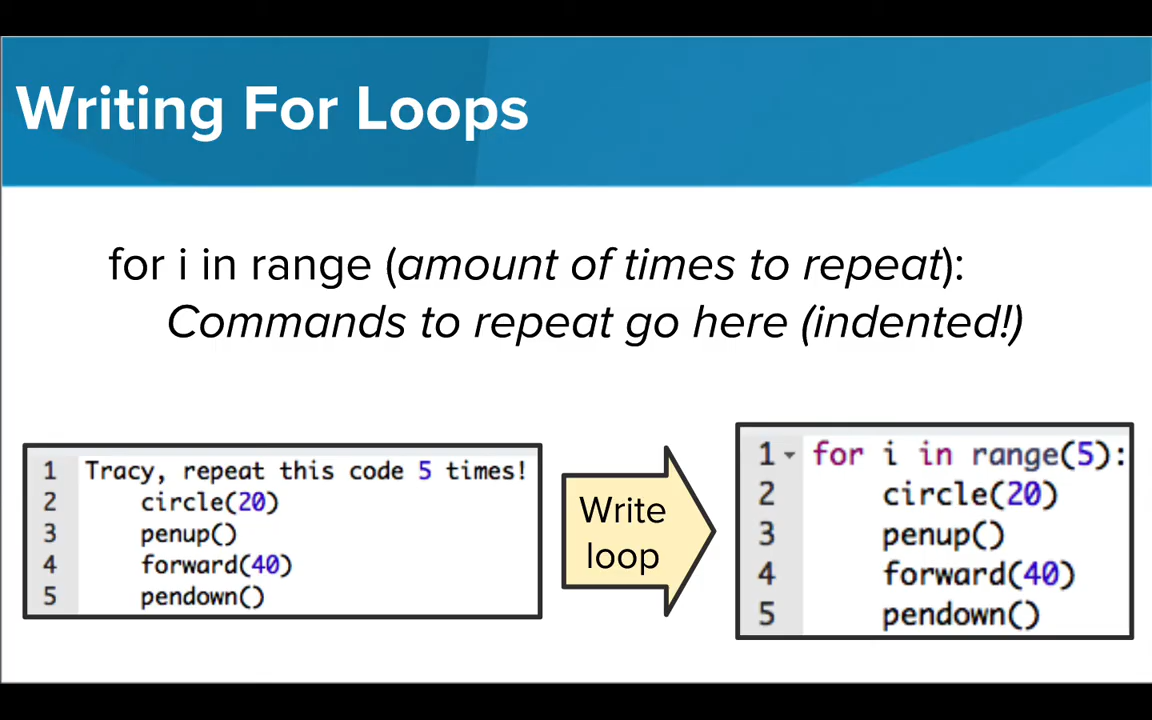 Writing For Loops
for i in range (amount of times to repeat):
Commands to repeat go here (indented!)
1 Tracy, repeat this code 5 times!
2 circle(20)
3 penup()
4 forward(40)
5 pendown()
Write
loop
1 for i in range(5):
2 circle(20)
3 penup()
4 forward(40)
5 pendown()